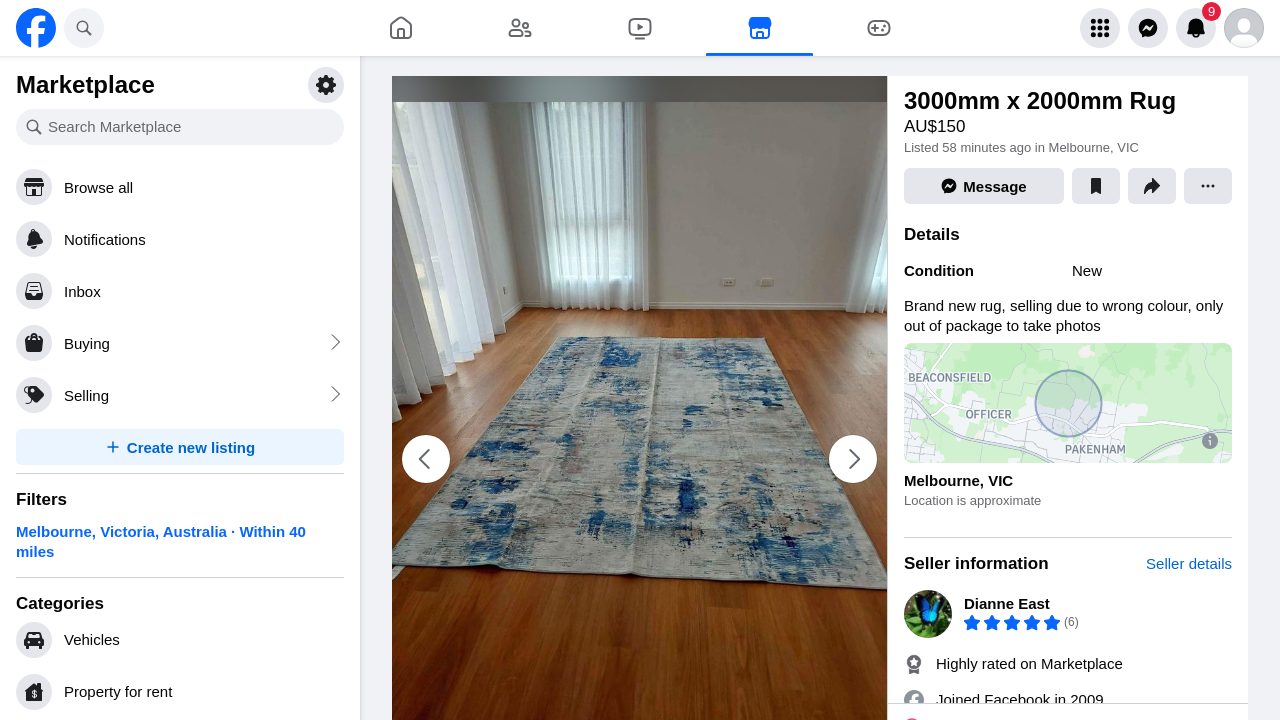 9
Marketplace
Search Marketplace
Browse all
Notifications
Inbox
Buying
Selling
Create new listing
Filters
Melbourne, Victoria, Australia · Within 40
miles
Categories
Vehicles
Property for rent
3000mm x 2000mm Rug
AU$150
Listed 58 minutes ago in Melbourne, VIC
Message
Details
Condition New
Brand new rug, selling due to wrong colour, only
out of package to take photos
BEACONSFIELD
OFFICER
PAKENHAM
Melbourne, VIC
Location is approximate
Seller information Seller details
Dianne East
(6)
Highly rated on Marketplace
Joined Facebook in 2009